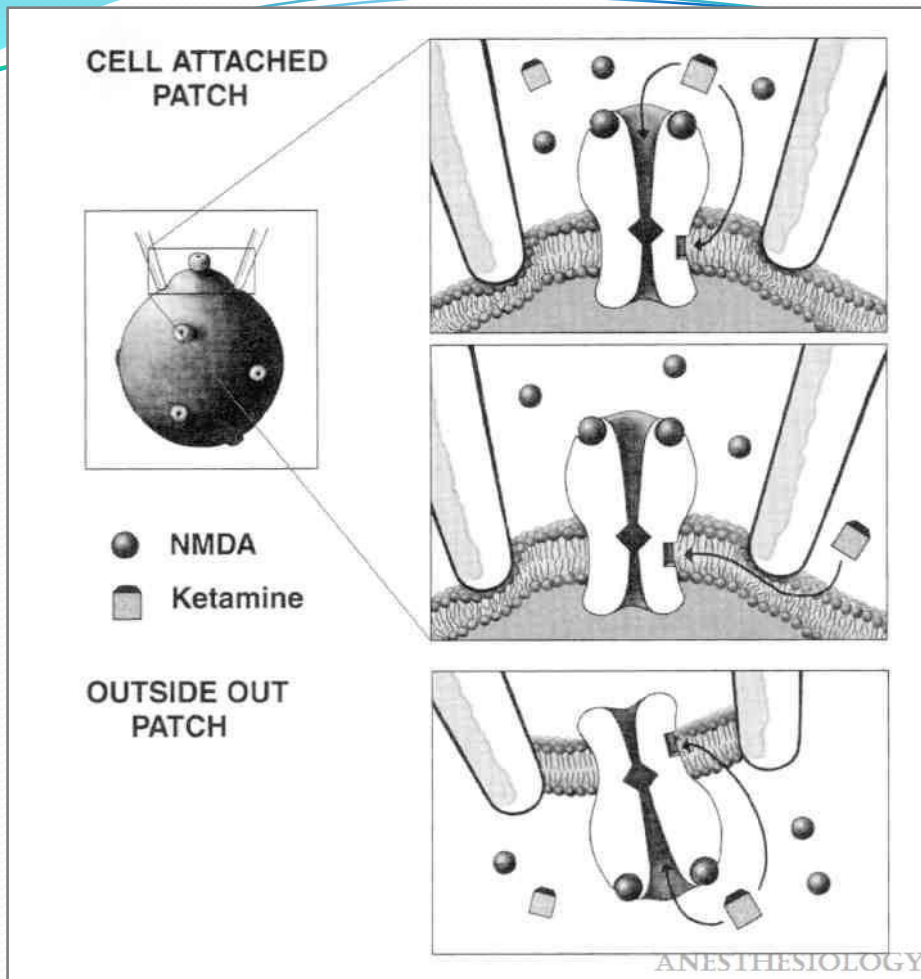 CELL ATTACHED
PATCH
NMDA
Ketamine
OUTSIDE OUT
PATCH
ANESTHESIOLOGY